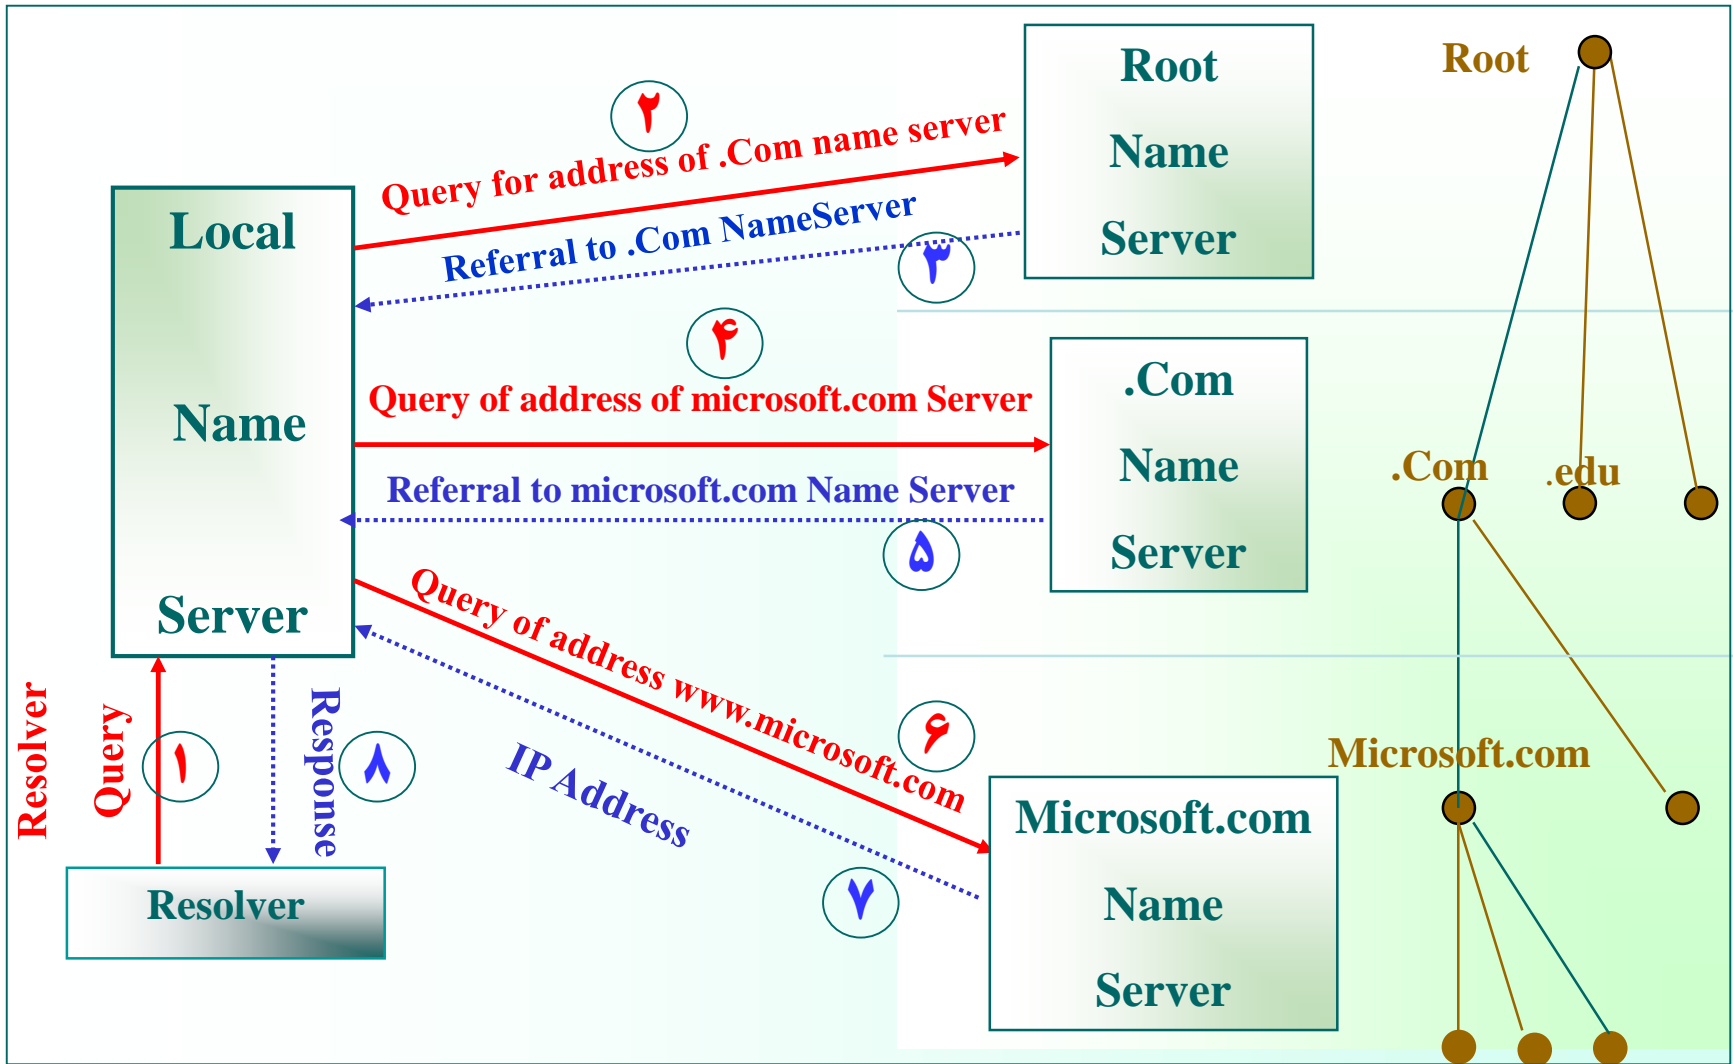 Root
Name
Server
Root
۲
Query for address of .Com name server
Referral to .Com NameServer
۳
Local
Name
Server
۴
Query of address of microsoft.com Server
Referral to microsoft.com Name Server
۵
.Com
Name
Server
.Com
.edu
Query of address www.microsoft.com
۶
IP Address
۷
Microsoft.com
Microsoft.com
Name
Server
Resolver
Query
۱
Response
۸
Resolver